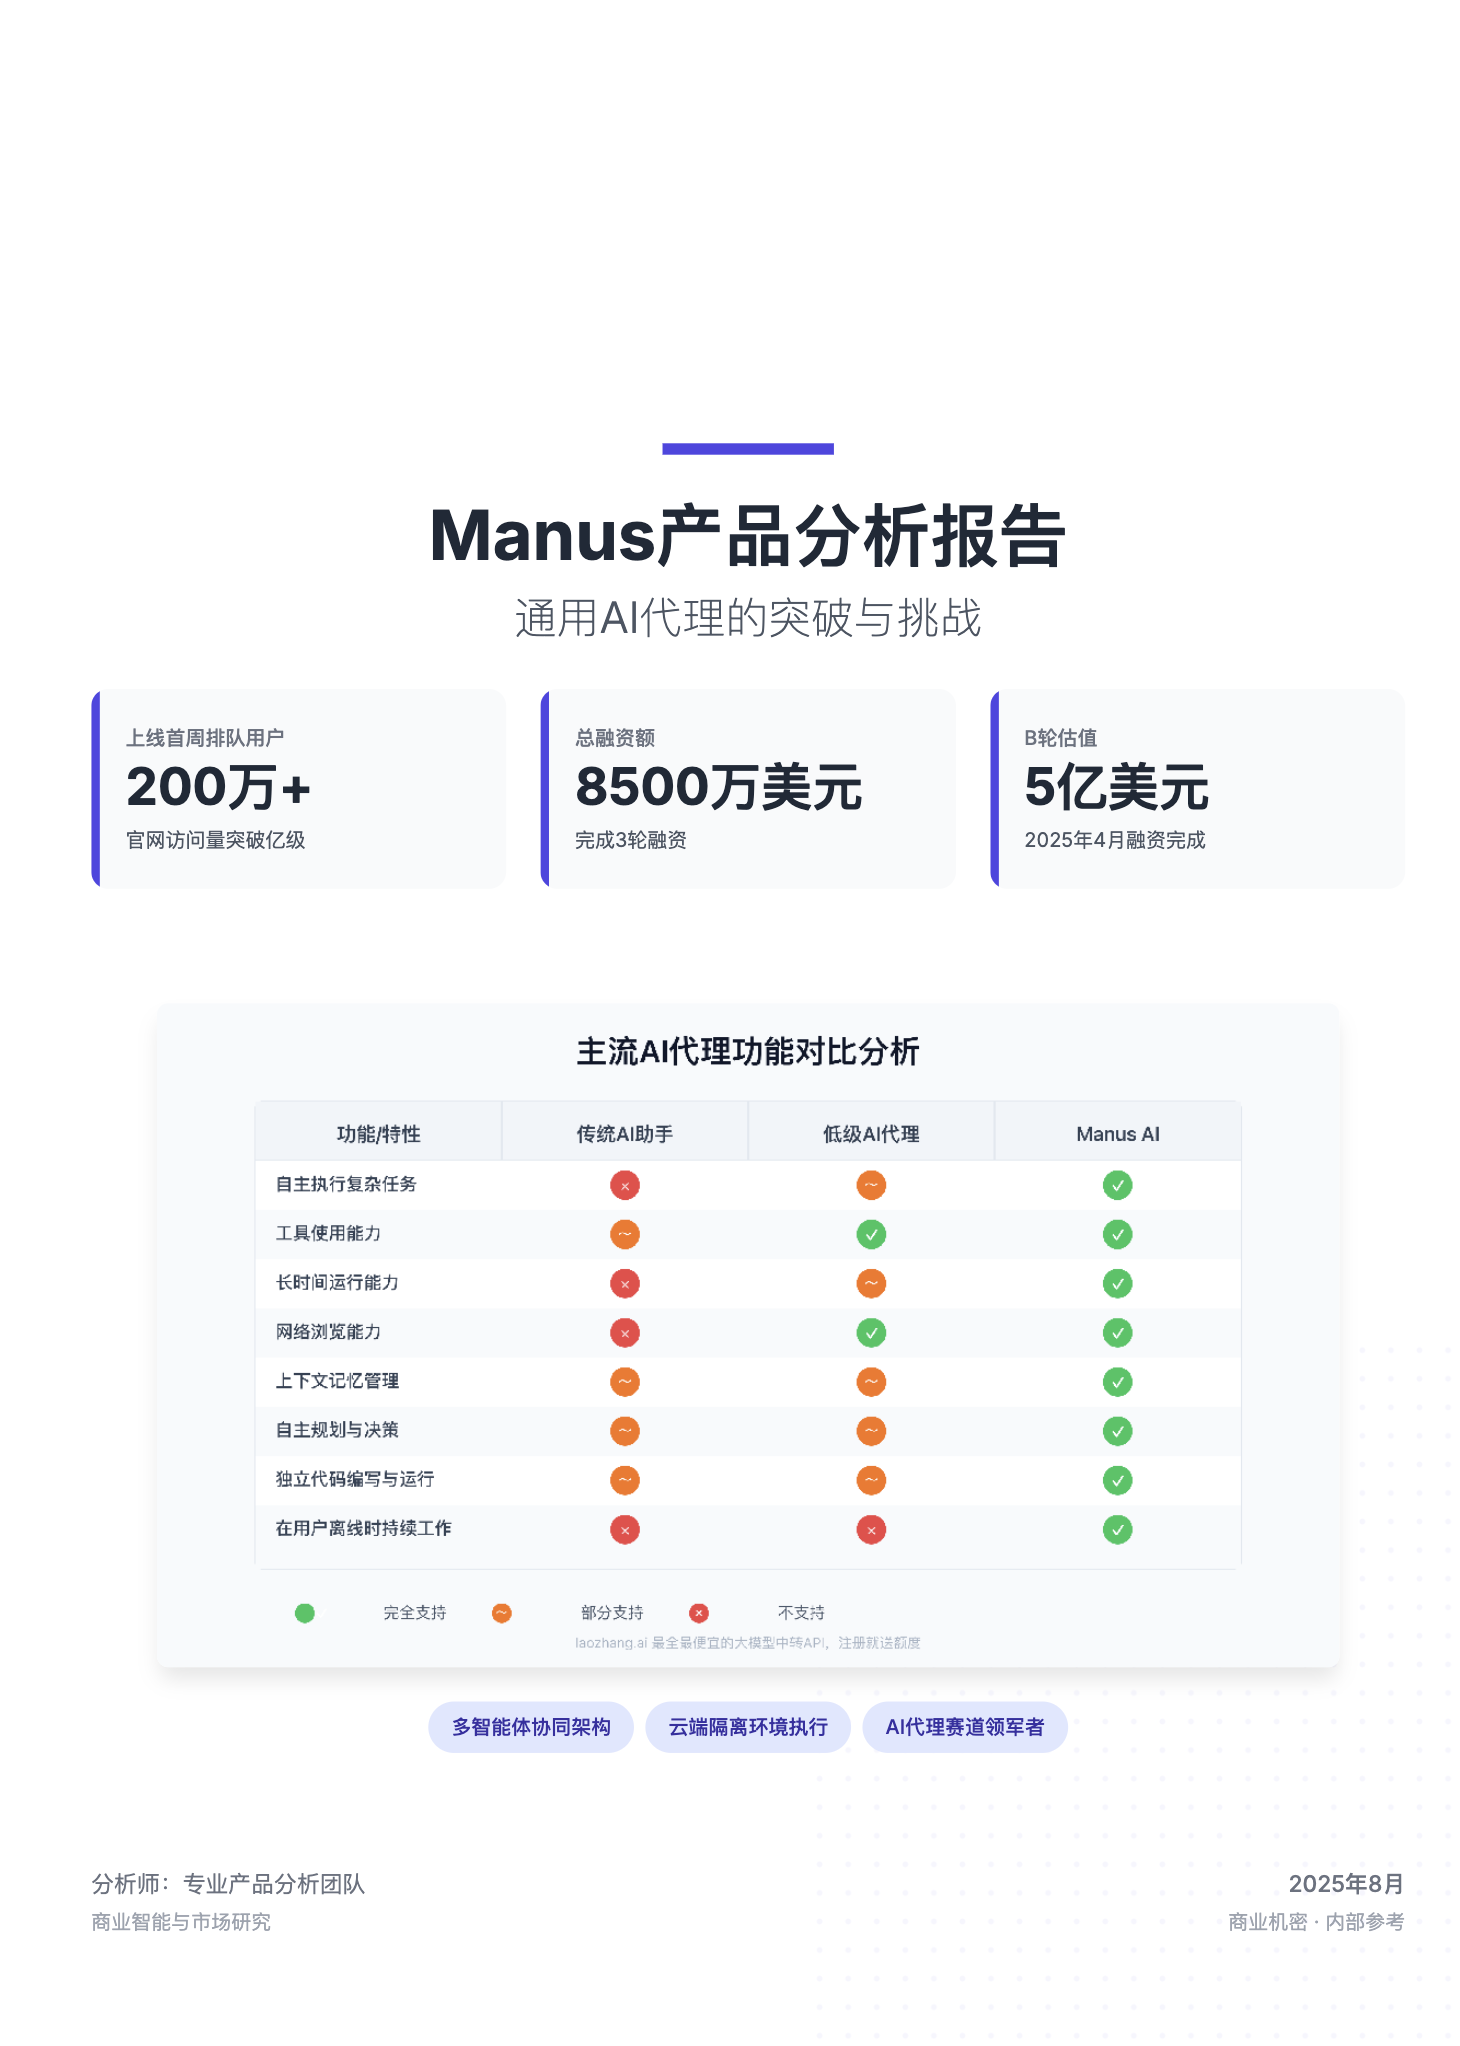 Manus产品分析报告
通用AI代理的突破与挑战
上线首周排队用户
200万+
官网访问量突破亿级
总融资额
8500万美元
完成3轮融资
B轮估值
5亿美元
2025年4月融资完成
主流AI代理功能对比分析
功能/特性 传统AI助手 低级AI代理 Manus AI
自主执行复杂任务 × ~ ✓
工具使用能力 ~ ✓ ✓
长时间运行能力 × ~ ✓
网络浏览能力 × ✓ ✓
上下文记忆管理 ~ ~ ✓
自主规划与决策 ~ ~ ✓
独立代码编写与运行 ~ ~ ✓
在用户离线时持续工作 × × ✓
完全支持 ~ 部分支持 × 不支持
laozhang.ai 最全最便宜的大模型中转API，注册就送额度
多智能体协同架构 云端隔离环境执行 AI代理赛道领军者
分析师：专业产品分析团队
商业智能与市场研究
2025年8月
商业机密 · 内部参考